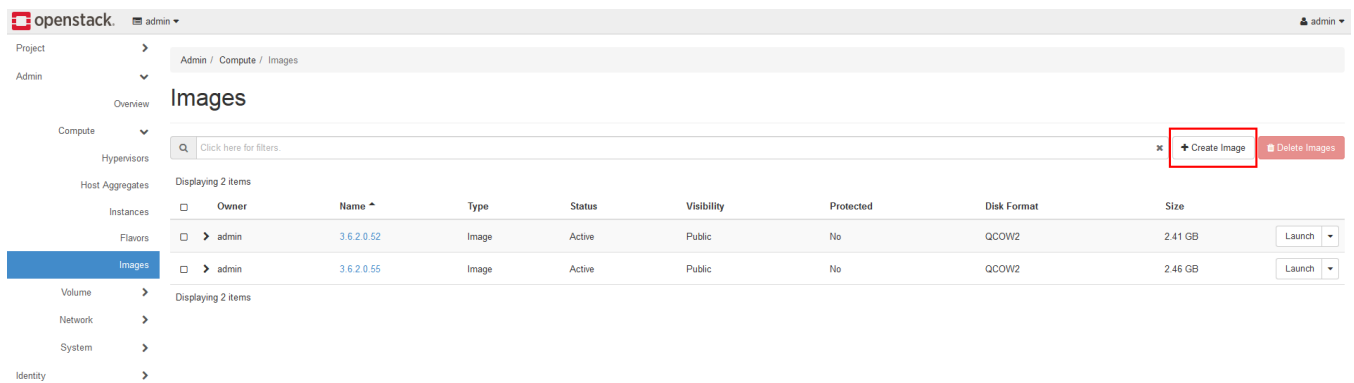 openstack. admin admin
Project
Admin
Overview
Compute
Hypervisors
Host Aggregates
Instances
Flavors
Images
Volume
Network
System
Identity
Admin / Compute / Images
Images
Click here for filters. Create Image Delete Images
Displaying 2 items
Owner Name Type Status Visibility Protected Disk Format Size
admin 3.6.2.0.52 Image Active Public No QCOW2 2.41 GB Launch
admin 3.6.2.0.55 Image Active Public No QCOW2 2.46 GB Launch
Displaying 2 items